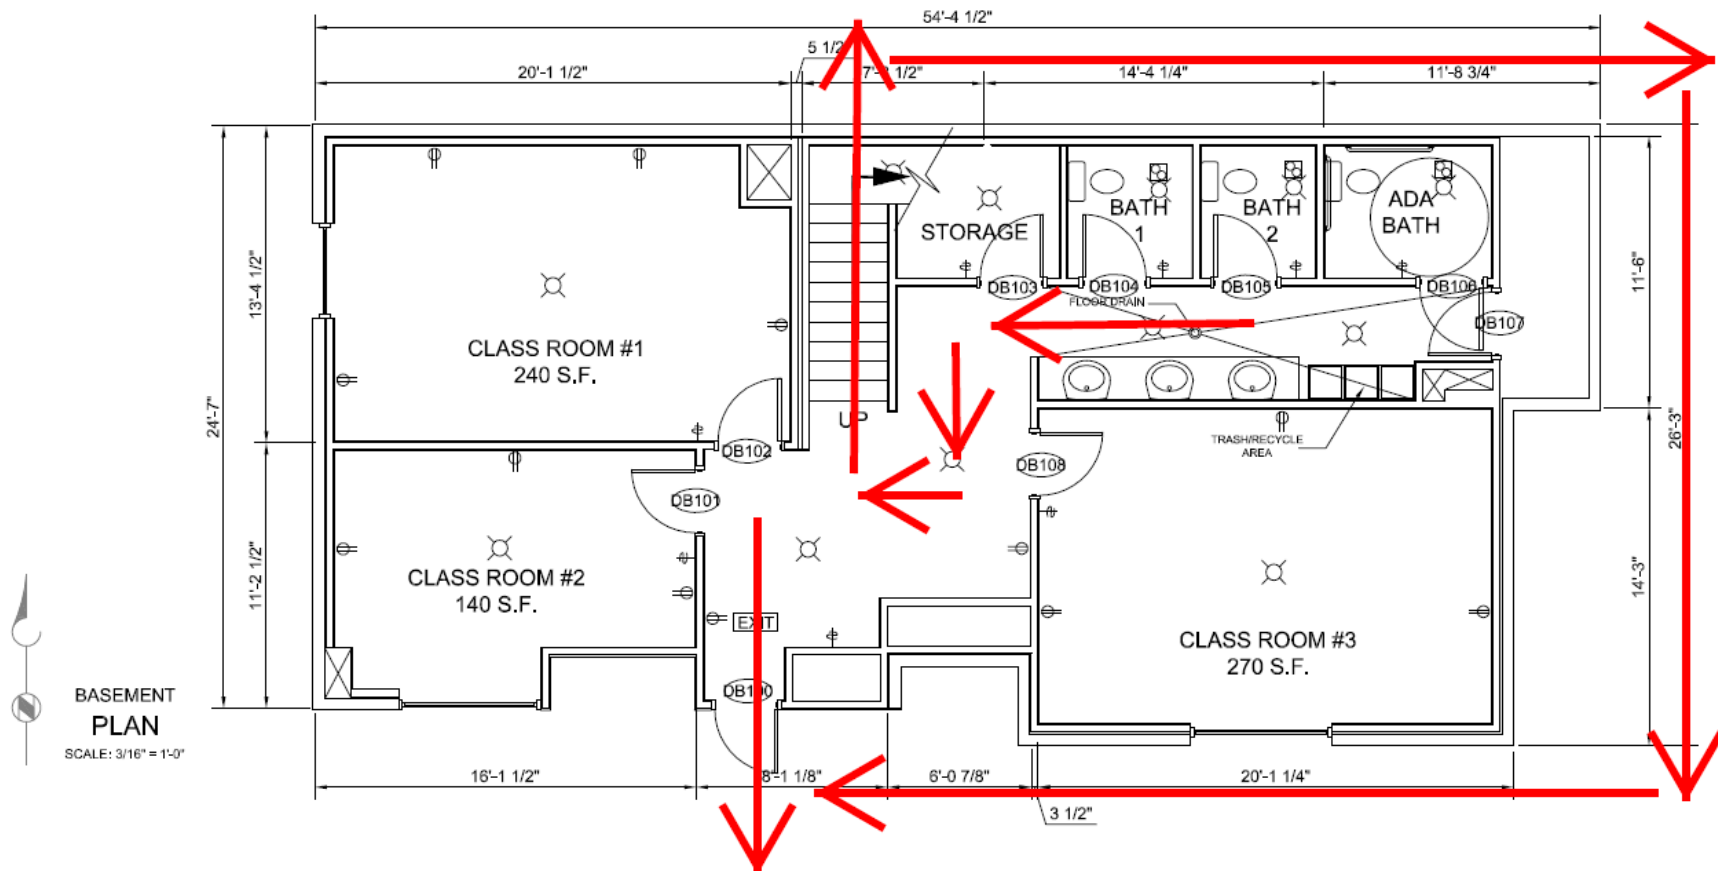 54'-4 1/2"
5 1/2"
20'-1 1/2"
14'-4 1/4"
11'-8 3/4"
STORAGE
BATH
1
BATH
2
ADA
BATH
13'-4 1/2"
11'-6"
DB103
DB104
DB105
DB106
FLOOR DRAIN
DB107
CLASS ROOM #1
240 S.F.
24'-7"
UP
26'-3"
TRASH/RECYCLE
AREA
DB102
DB108
DB101
11'-2 1/2"
14'-3"
CLASS ROOM #2
140 S.F.
EXIT
CLASS ROOM #3
270 S.F.
DB100
BASEMENT
PLAN
SCALE: 3/16" = 1'-0"
16'-1 1/2"
8'-1 1/8"
6'-0 7/8"
20'-1 1/4"
3 1/2"